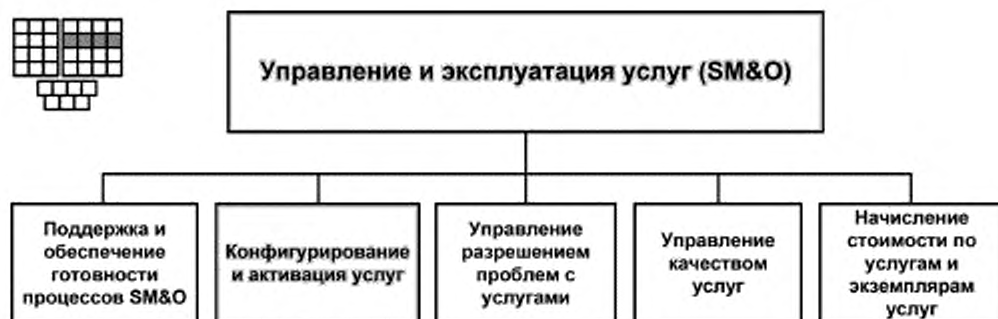 Управление и эксплуатация услуг (SM&O)
Поддержка и
обеспечение
готовности
процессов SM&O
Конфигурирование
и активация услуг
Управление
разрешением
проблем с
услугами
Управление
качеством
услуг
Начисление
стоимости по
услугам и
экземплярам
услуг